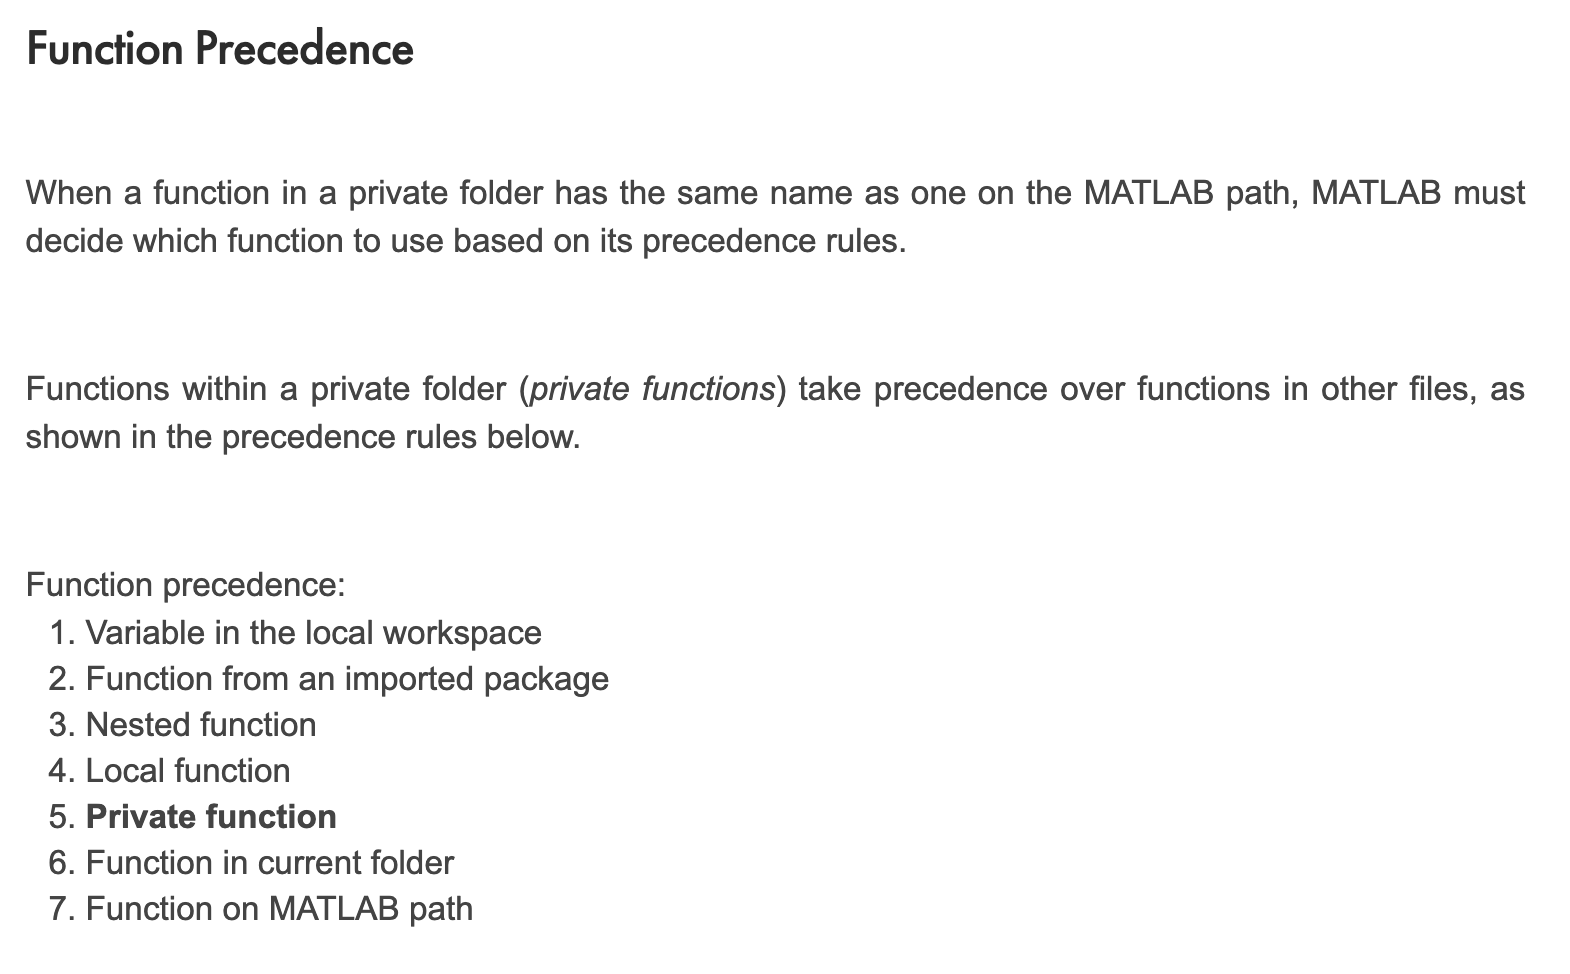 Function Precedence
When a function in a private folder has the same name as one on the MATLAB path, MATLAB must
decide which function to use based on its precedence rules.
Functions within a private folder (private functions) take precedence over functions in other files, as
shown in the precedence rules below.
Function precedence:
1. Variable in the local workspace
2. Function from an imported package
3. Nested function
4. Local function
5. Private function
6. Function in current folder
7. Function on MATLAB path